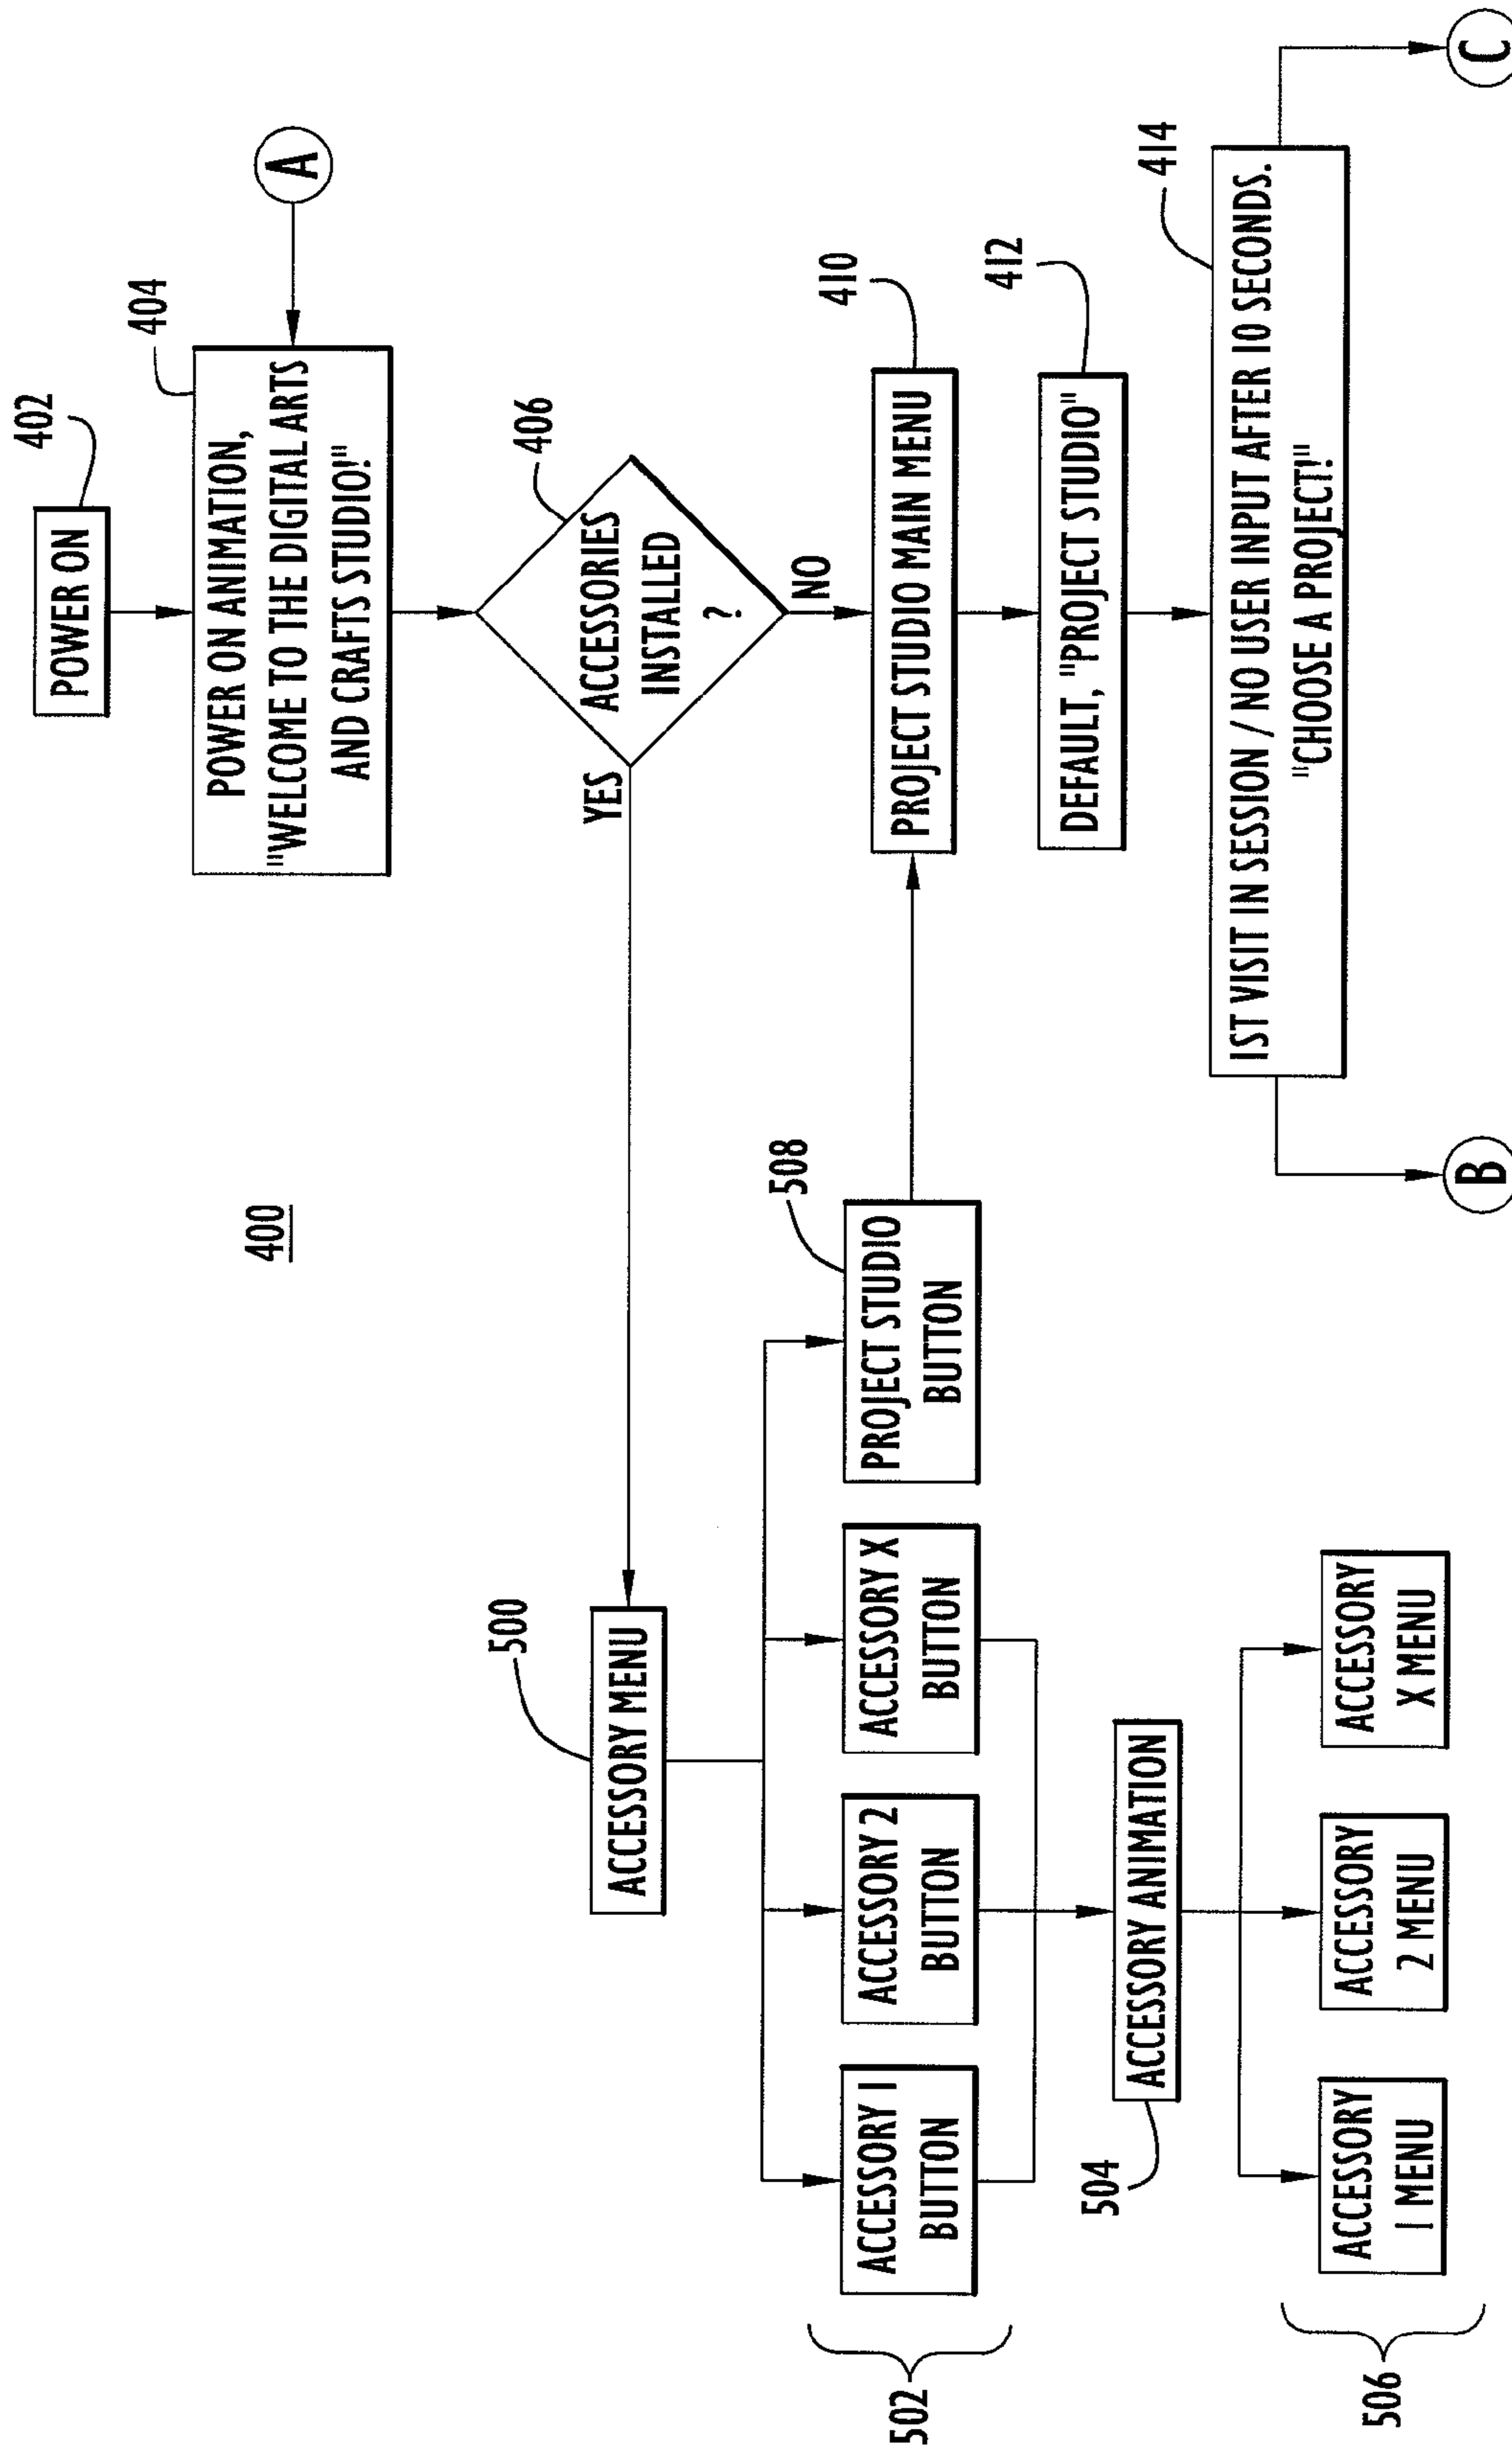 400
402
POWER ON
404
POWER ON ANIMATION,
"WELCOME TO THE DIGITAL ARTS
AND CRAFTS STUDIO!"
A
406
ACCESSORIES
INSTALLED
?
YES
NO
500
ACCESSORY MENU
502
ACCESSORY 1
BUTTON
ACCESSORY 2
BUTTON
ACCESSORY X
BUTTON
508
PROJECT STUDIO
BUTTON
410
PROJECT STUDIO MAIN MENU
412
DEFAULT, "PROJECT STUDIO"
504
ACCESSORY ANIMATION
414
1ST VISIT IN SESSION / NO USER INPUT AFTER 10 SECONDS.
"CHOOSE A PROJECT!"
506
ACCESSORY
1 MENU
ACCESSORY
2 MENU
ACCESSORY
X MENU
B
C